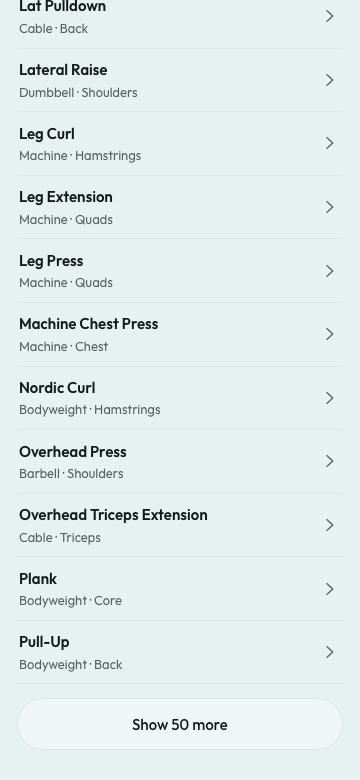 Lat Pulldown
Cable · Back
Lateral Raise
Dumbbell · Shoulders
Leg Curl
Machine · Hamstrings
Leg Extension
Machine · Quads
Leg Press
Machine · Quads
Machine Chest Press
Machine · Chest
Nordic Curl
Bodyweight · Hamstrings
Overhead Press
Barbell · Shoulders
Overhead Triceps Extension
Cable · Triceps
Plank
Bodyweight · Core
Pull-Up
Bodyweight · Back
Show 50 more